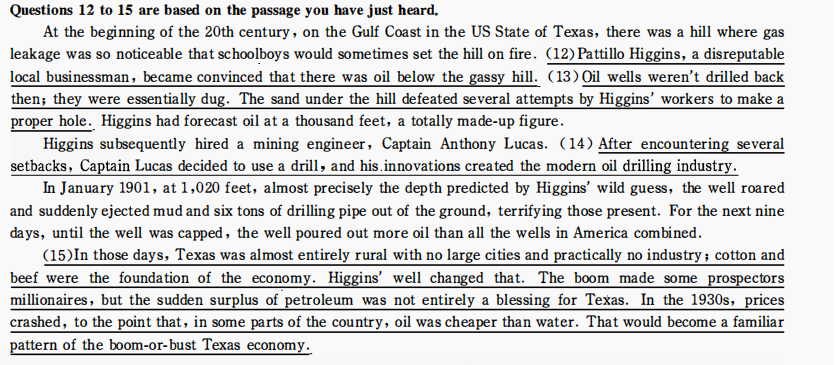 Questions 12 to 15 are based on the passage you have just heard.
At the beginning of the 20th century, on the Gulf Coast in the US State of Texas, there was a hill where gas
leakage was so noticeable that schoolboys would sometimes set the hill on fire. (12) Pattillo Higgins, a disreputable
local businessman, became convinced that there was oil below the gassy hill. (13) Oil wells weren't drilled back
then; they were essentially dug. The sand under the hill defeated several attempts by Higgins' workers to make a
proper hole. Higgins had forecast oil at a thousand feet, a totally made-up figure.
Higgins subsequently hired a mining engineer, Captain Anthony Lucas. (14) After encountering several
setbacks, Captain Lucas decided to use a drill, and his innovations created the modern oil drilling industry.
In January 1901, at 1,020 feet, almost precisely the depth predicted by Higgins' wild guess, the well roared
and suddenly ejected mud and six tons of drilling pipe out of the ground, terrifying those present. For the next nine
days, until the well was capped, the well poured out more oil than all the wells in America combined.
(15)In those days, Texas was almost entirely rural with no large cities and practically no industry; cotton and
beef were the foundation of the economy. Higgins' well changed that. The boom made some prospectors
millionaires, but the sudden surplus of petroleum was not entirely a blessing for Texas. In the 1930s, prices
crashed, to the point that, in some parts of the country, oil was cheaper than water. That would become a familiar
pattern of the boom-or-bust Texas economy.